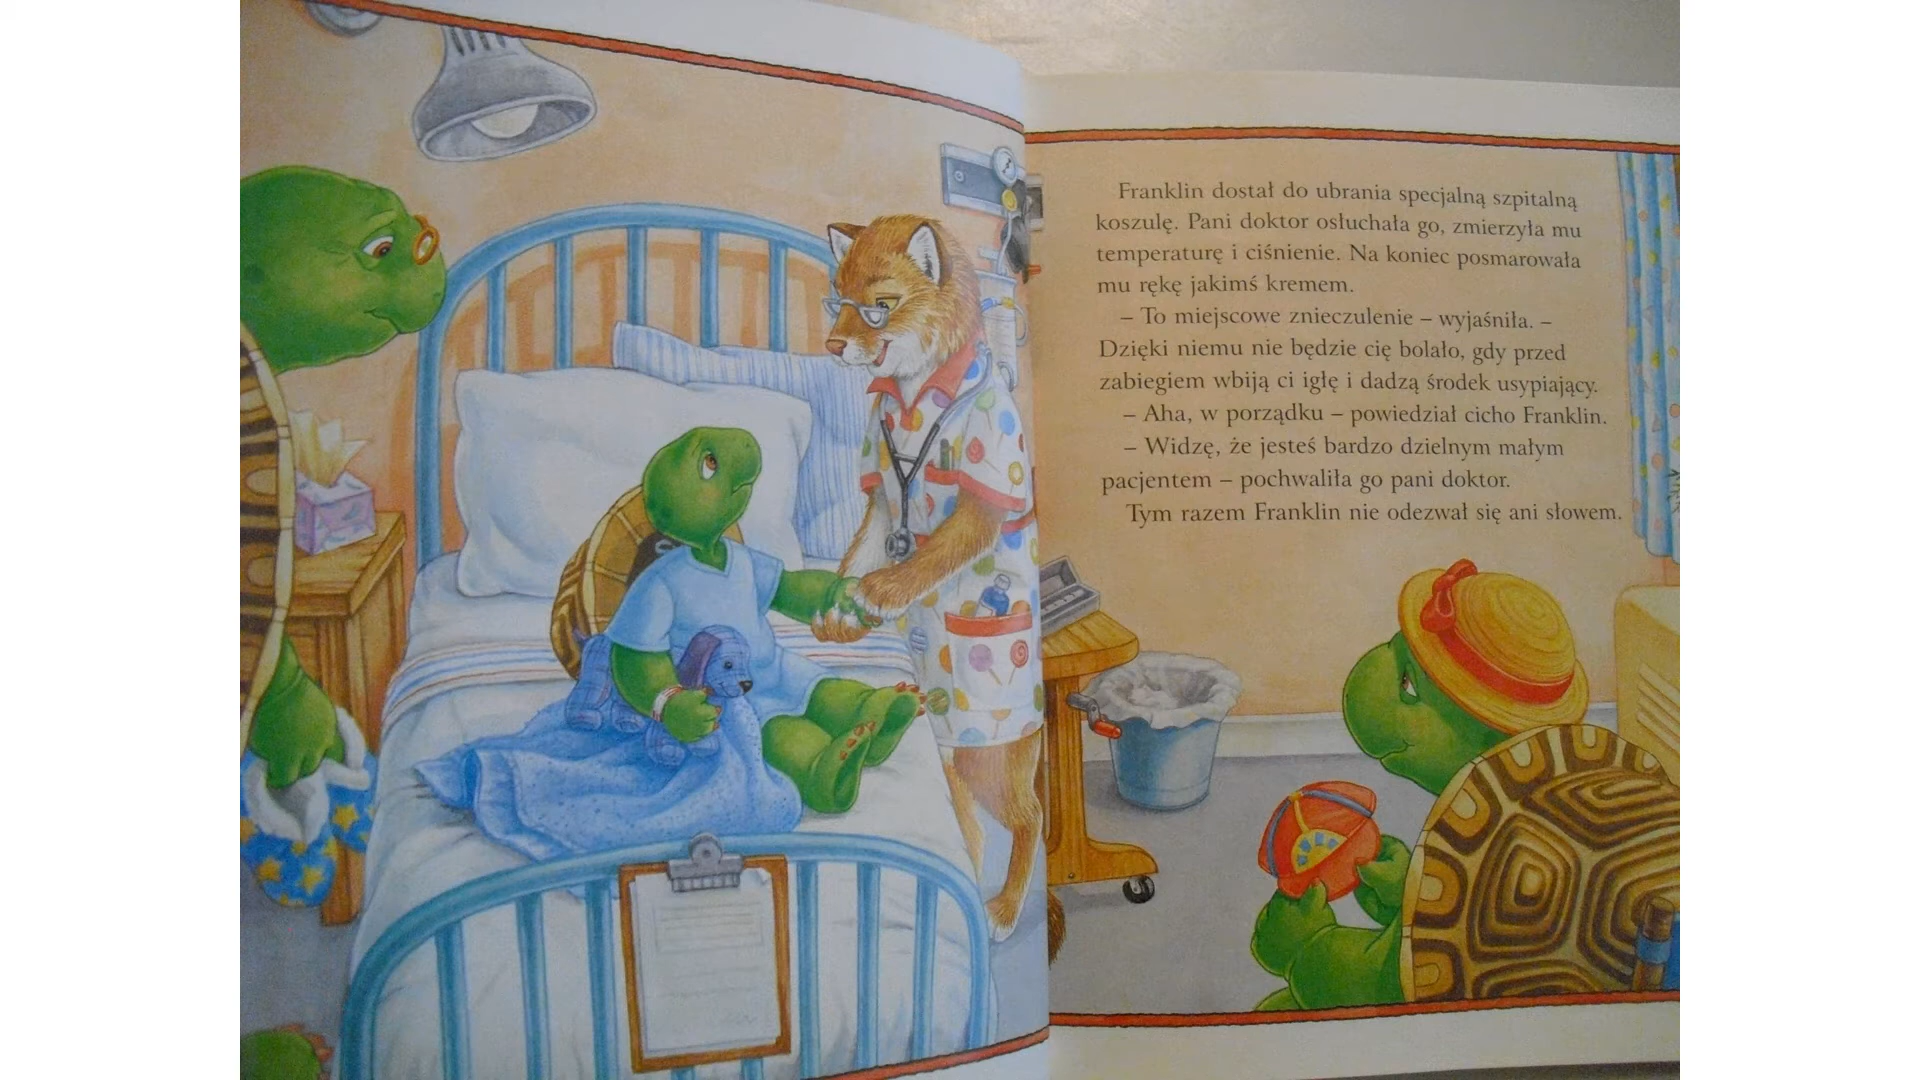 Franklin dostał do ubrania specjalną szpitalną
koszulę. Pani doktor osłuchała go, zmierzyła mu
temperaturę i ciśnienie. Na koniec posmarowała
mu rękę jakimś kremem.
– To miejscowe znieczulenie – wyjaśniła. –
Dzięki niemu nie będzie cię bolało, gdy przed
zabiegiem wbiją ci igłę i dadzą środek usypiający.
– Aha, w porządku – powiedział cicho Franklin.
– Widzę, że jesteś bardzo dzielnym małym
pacjentem – pochwaliła go pani doktor.
Tym razem Franklin nie odezwał się ani słowem.